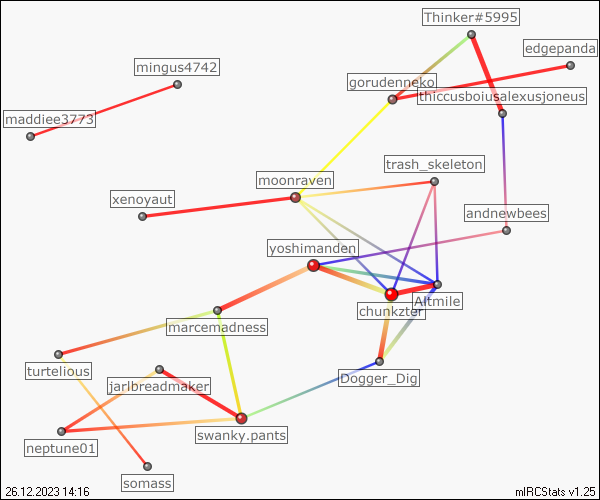 Thinker#5995
edgepanda
mingus4742
gorudenneko
thiccusboiusalexusjoneus
maddiee3773
trash_skeleton
moonraven
xenoyaut
andnewbees
yoshimanden
Altmile
chunkzter
marcemadness
turtelious
Dogger_Dig
jarlbreadmaker
swanky.pants
neptune01
somass
26.12.2023 14:16
mIRCStats v1.25